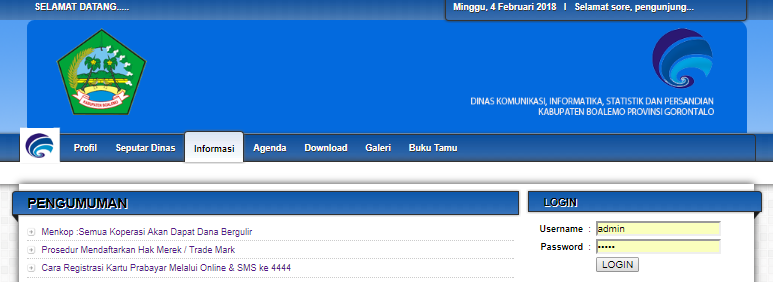 SELAMAT DATANG.....
Minggu, 4 Februari 2018 I Selamat sore, pengunjung...
KABUPATEN BOALEMO
DINAS KOMUNIKASI, INFORMATIKA, STATISTIK DAN PERSANDIAN
KABUPATEN BOALEMO PROVINSI GORONTALO
Profil Seputar Dinas Informasi Agenda Download Galeri Buku Tamu
PENGUMUMAN
Menkop :Semua Koperasi Akan Dapat Dana Bergulir
Prosedur Mendaftarkan Hak Merek / Trade Mark
Cara Registrasi Kartu Prabayar Melalui Online & SMS ke 4444
LOGIN
Username : admin
Password : •••••
LOGIN